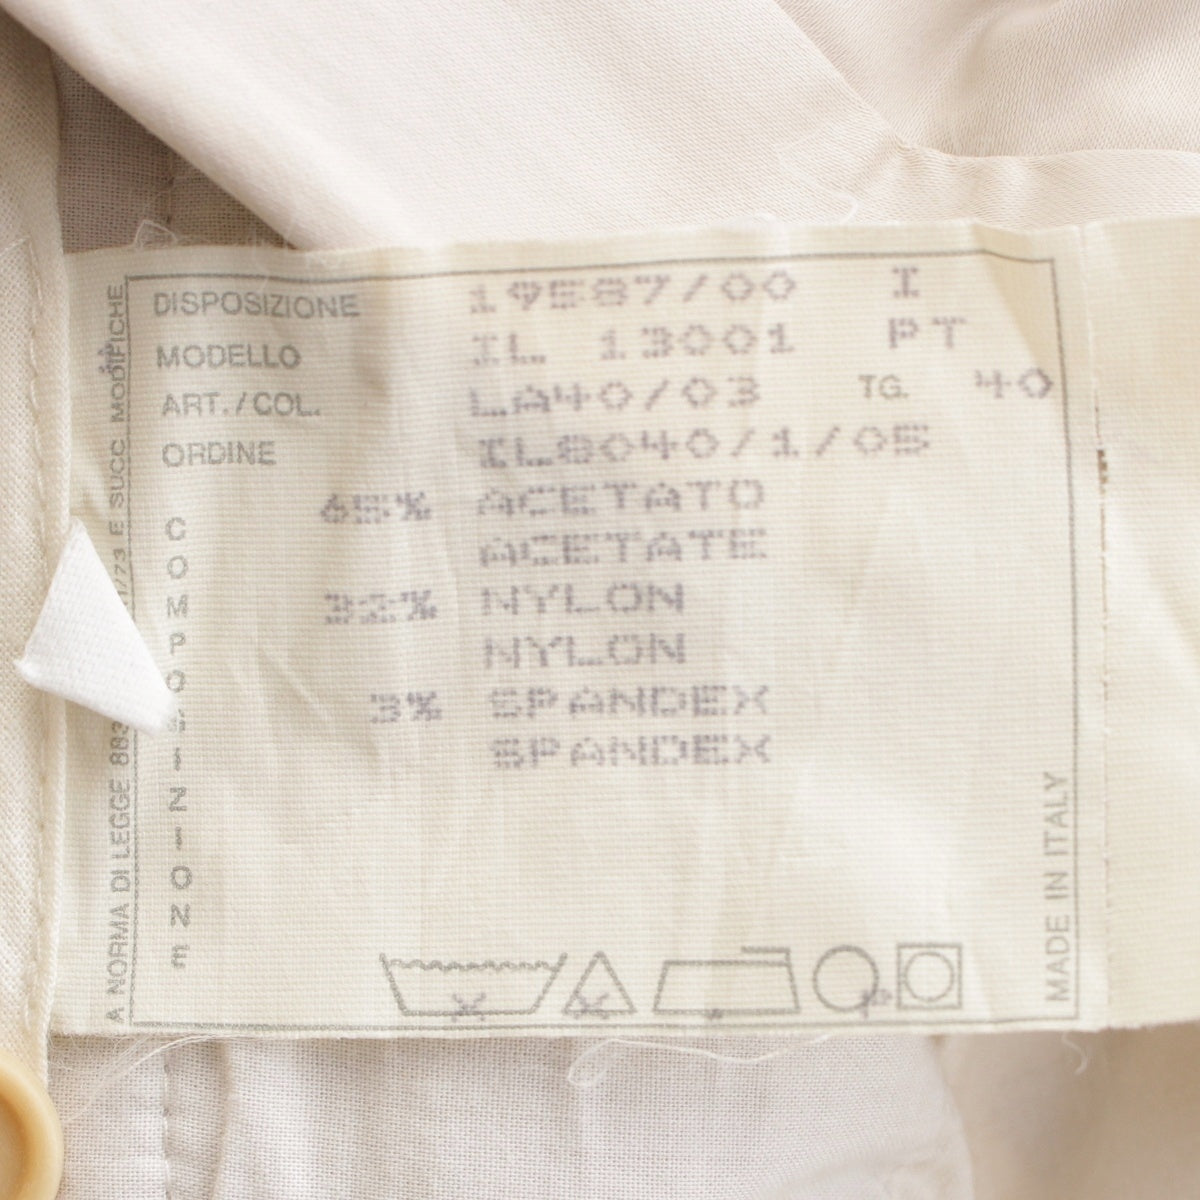 DISPOSIZIONE 19587/00 I
MODELLO IL 13001 PT
ART./COL. LA40/03 TG. 40
ORDINE IL8040/1/05
COMPOSIZIONE
65% ACETATO
ACETATE
32% NYLON
NYLON
3% SPANDEX
SPANDEX
A NORMA DI LEGGE 883 /73 E SUCC MODIFICHE
MADE IN ITALY
P